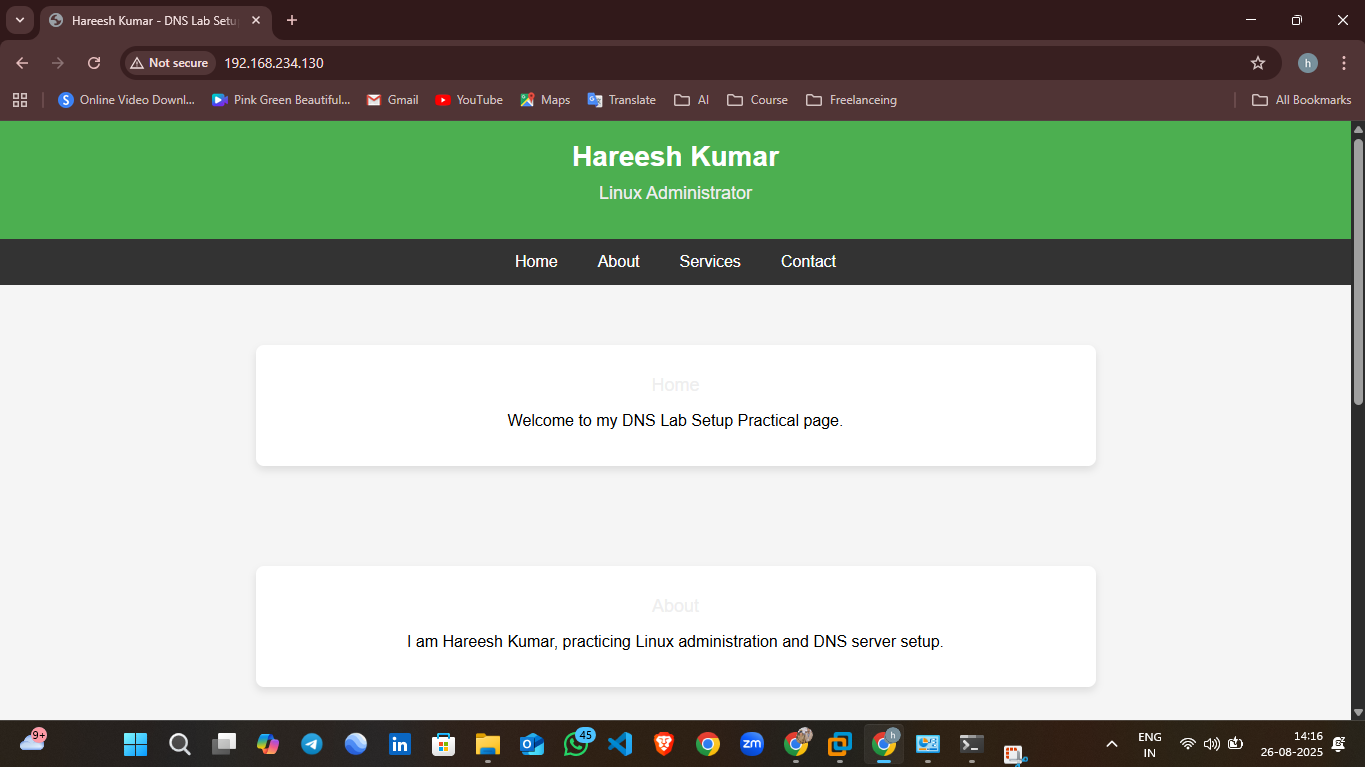 Hareesh Kumar - DNS Lab Setu
Not secure 192.168.234.130 h
Online Video Downl... Pink Green Beautiful... Gmail YouTube Maps Translate AI Course Freelanceing All Bookmarks
Hareesh Kumar
Linux Administrator
Home About Services Contact
Home
Welcome to my DNS Lab Setup Practical page.
About
I am Hareesh Kumar, practicing Linux administration and DNS server setup.
9+ 45 zm h ENG 14:16
IN 26-08-2025